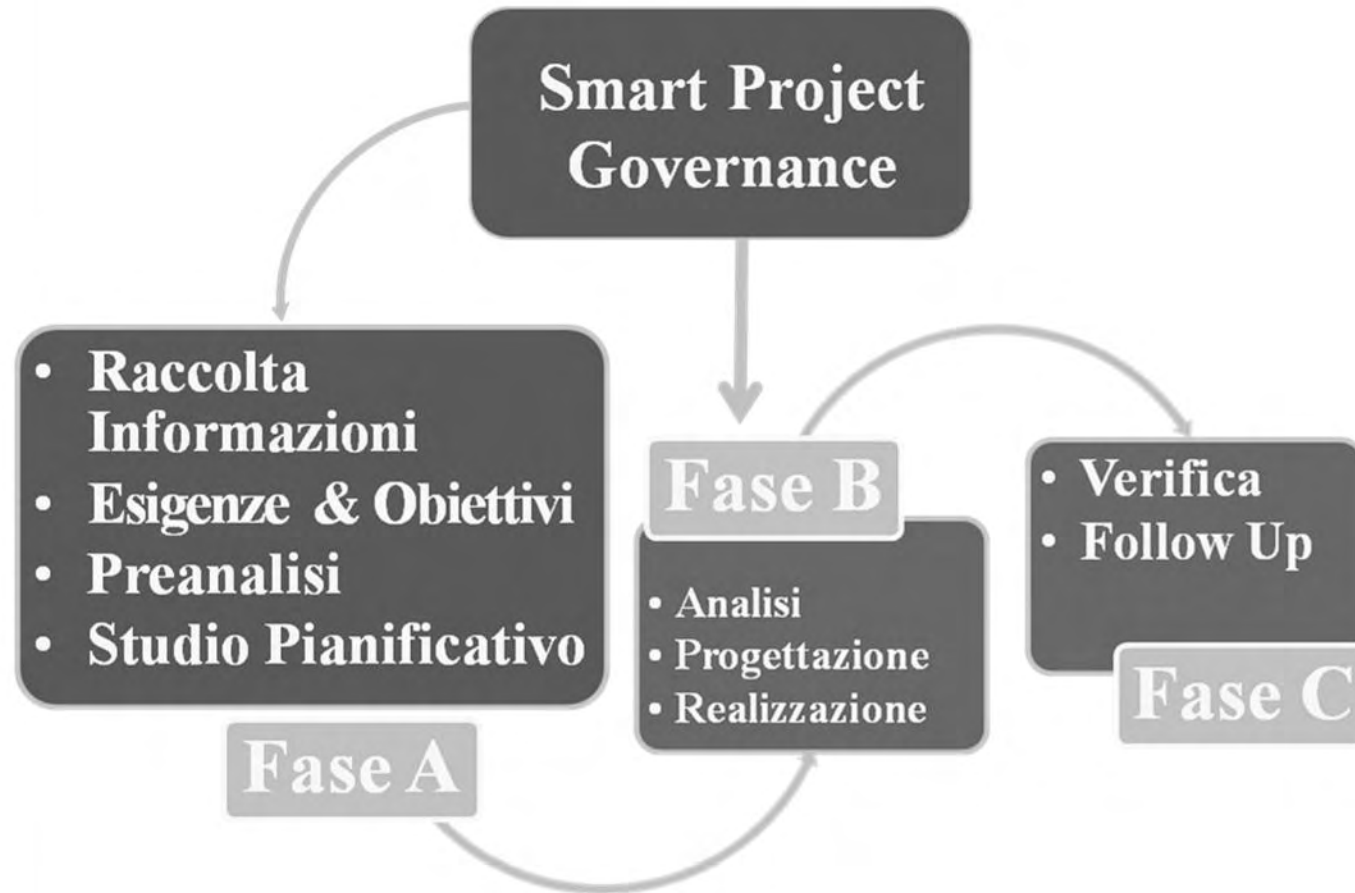 Smart Project
Governance
• Raccolta
Informazioni
• Esigenze & Obiettivi
• Preanalisi
• Studio Pianificativo
Fase A
Fase B
• Analisi
• Progettazione
• Realizzazione
• Verifica
• Follow Up
Fase C